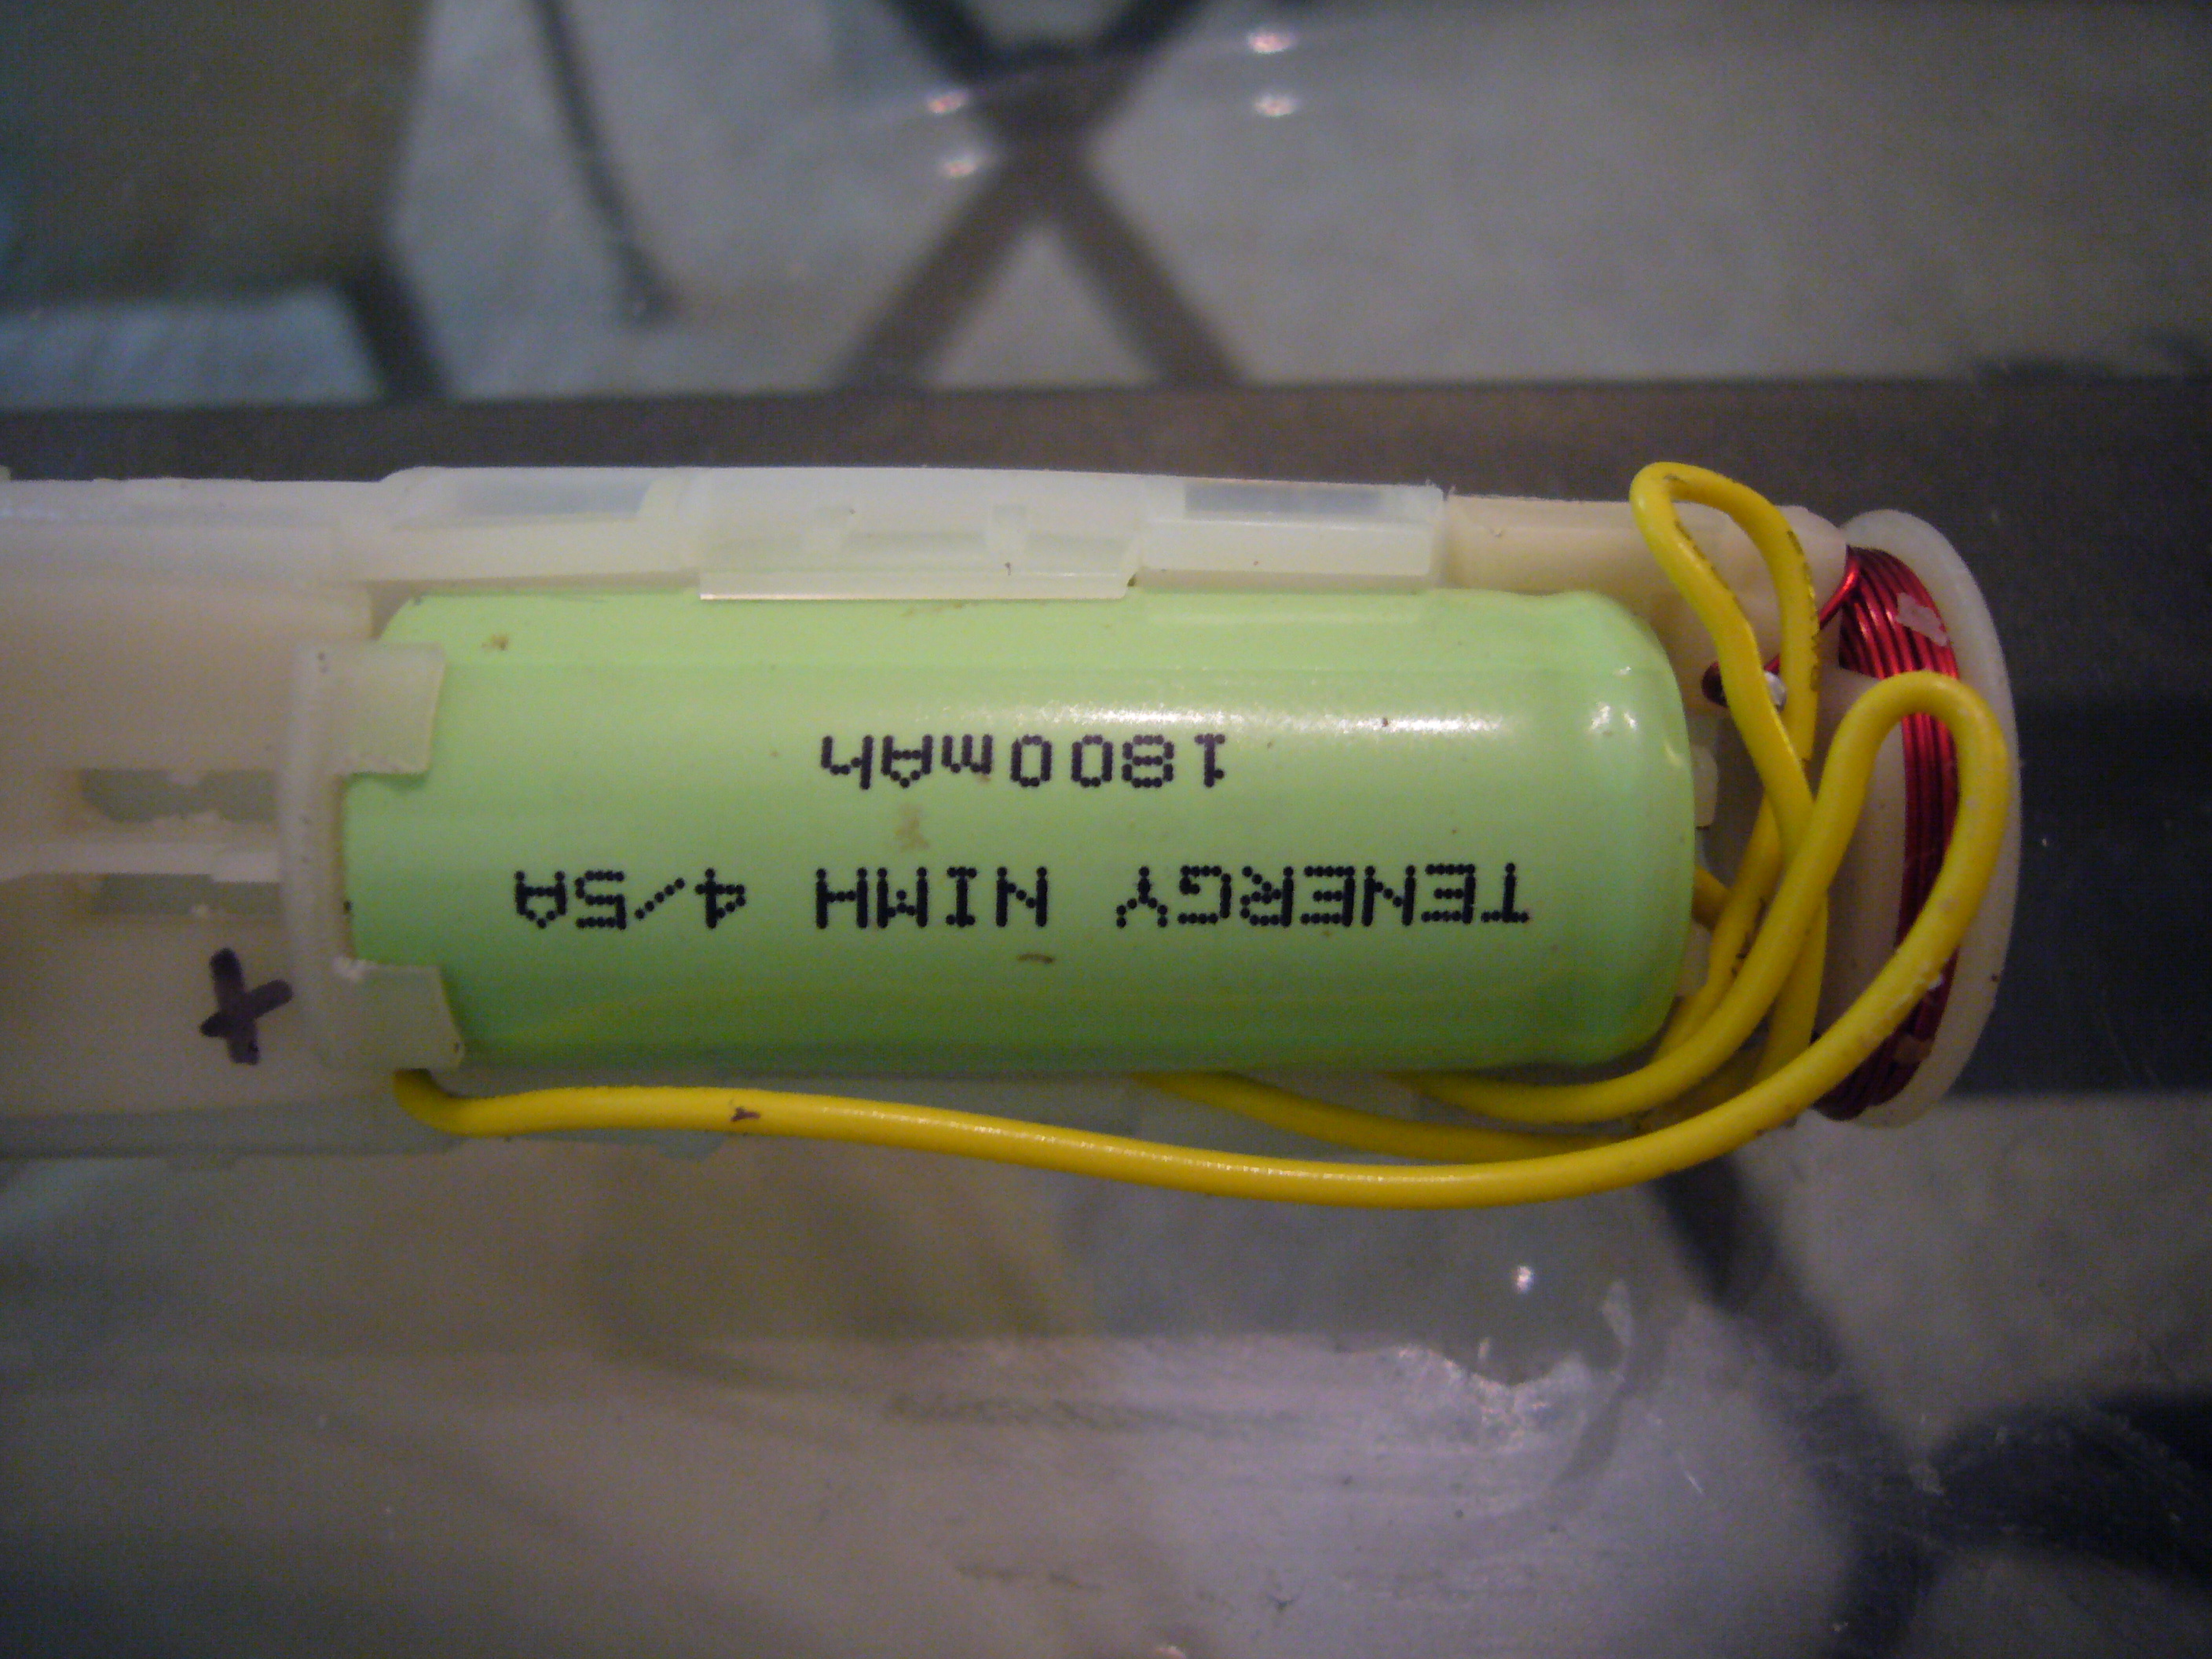 TENERGY NIMH 4/5A
1800mAh
+